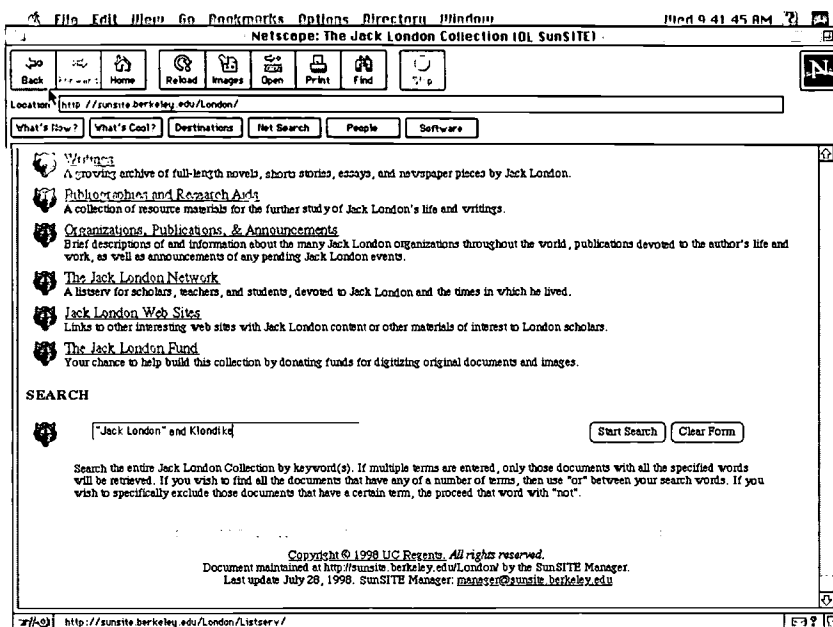 File Edit View Go Bookmarks Options Directory Window Wed 9 41 45 AM
Netscape: The Jack London Collection (DL SunSITE)
Back Forward Home Reload Images Open Print Find Stop
Location http //sunsite.berkeley.edu/London/
What's New? What's Cool? Destinations Net Search People Software
Writings
A growing archive of full-length novels, shorts stories, essays, and newspaper pieces by Jack London.
Bibliographies and Research Aids
A collection of resource materials for the further study of Jack London's life and writings.
Organizations, Publications, & Announcements
Brief descriptions of and information about the many Jack London organizations throughout the world, publications devoted to the author's life and
work, as well as announcements of any pending Jack London events.
The Jack London Network
A listserv for scholars, teachers, and students, devoted to Jack London and the times in which he lived.
Jack London Web Sites
Links to other interesting web sites with Jack London content or other materials of interest to London scholars.
The Jack London Fund
Your chance to help build this collection by donating funds for digitizing original documents and images.
SEARCH
"Jack London" and Klondike Start Search Clear Form
Search the entire Jack London Collection by keyword(s). If multiple terms are entered, only those documents with all the specified words
will be retrieved. If you wish to find all the documents that have any of a number of terms, then use "or" between your search words. If you
wish to specifically exclude those documents that have a certain term, the proceed that word with "not".
Copyright © 1998 UC Regents. All rights reserved.
Document maintained at http://sunsite.berkeley.edu/London/ by the SunSITE Manager.
Last update July 28, 1998. SunSITE Manager: manager@sunsite.berkeley.edu
http://sunsite.berkeley.edu/London/Listserv/